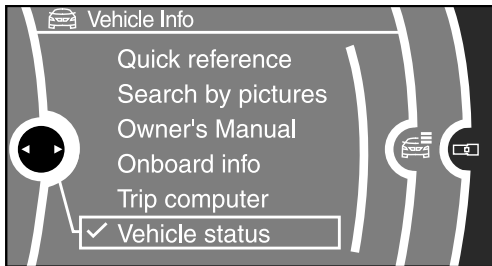 Vehicle Info
Quick reference
Search by pictures
Owner's Manual
Onboard info
Trip computer
Vehicle status